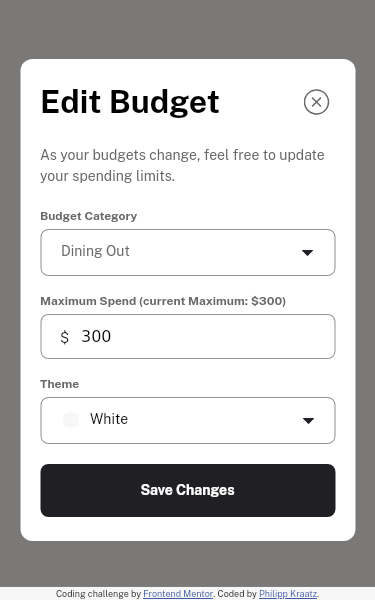 Edit Budget
As your budgets change, feel free to update
your spending limits.
Budget Category
Dining Out
Maximum Spend (current Maximum: $300)
$ 300
Theme
White
Save Changes
Coding challenge by Frontend Mentor. Coded by Philipp Kraatz.